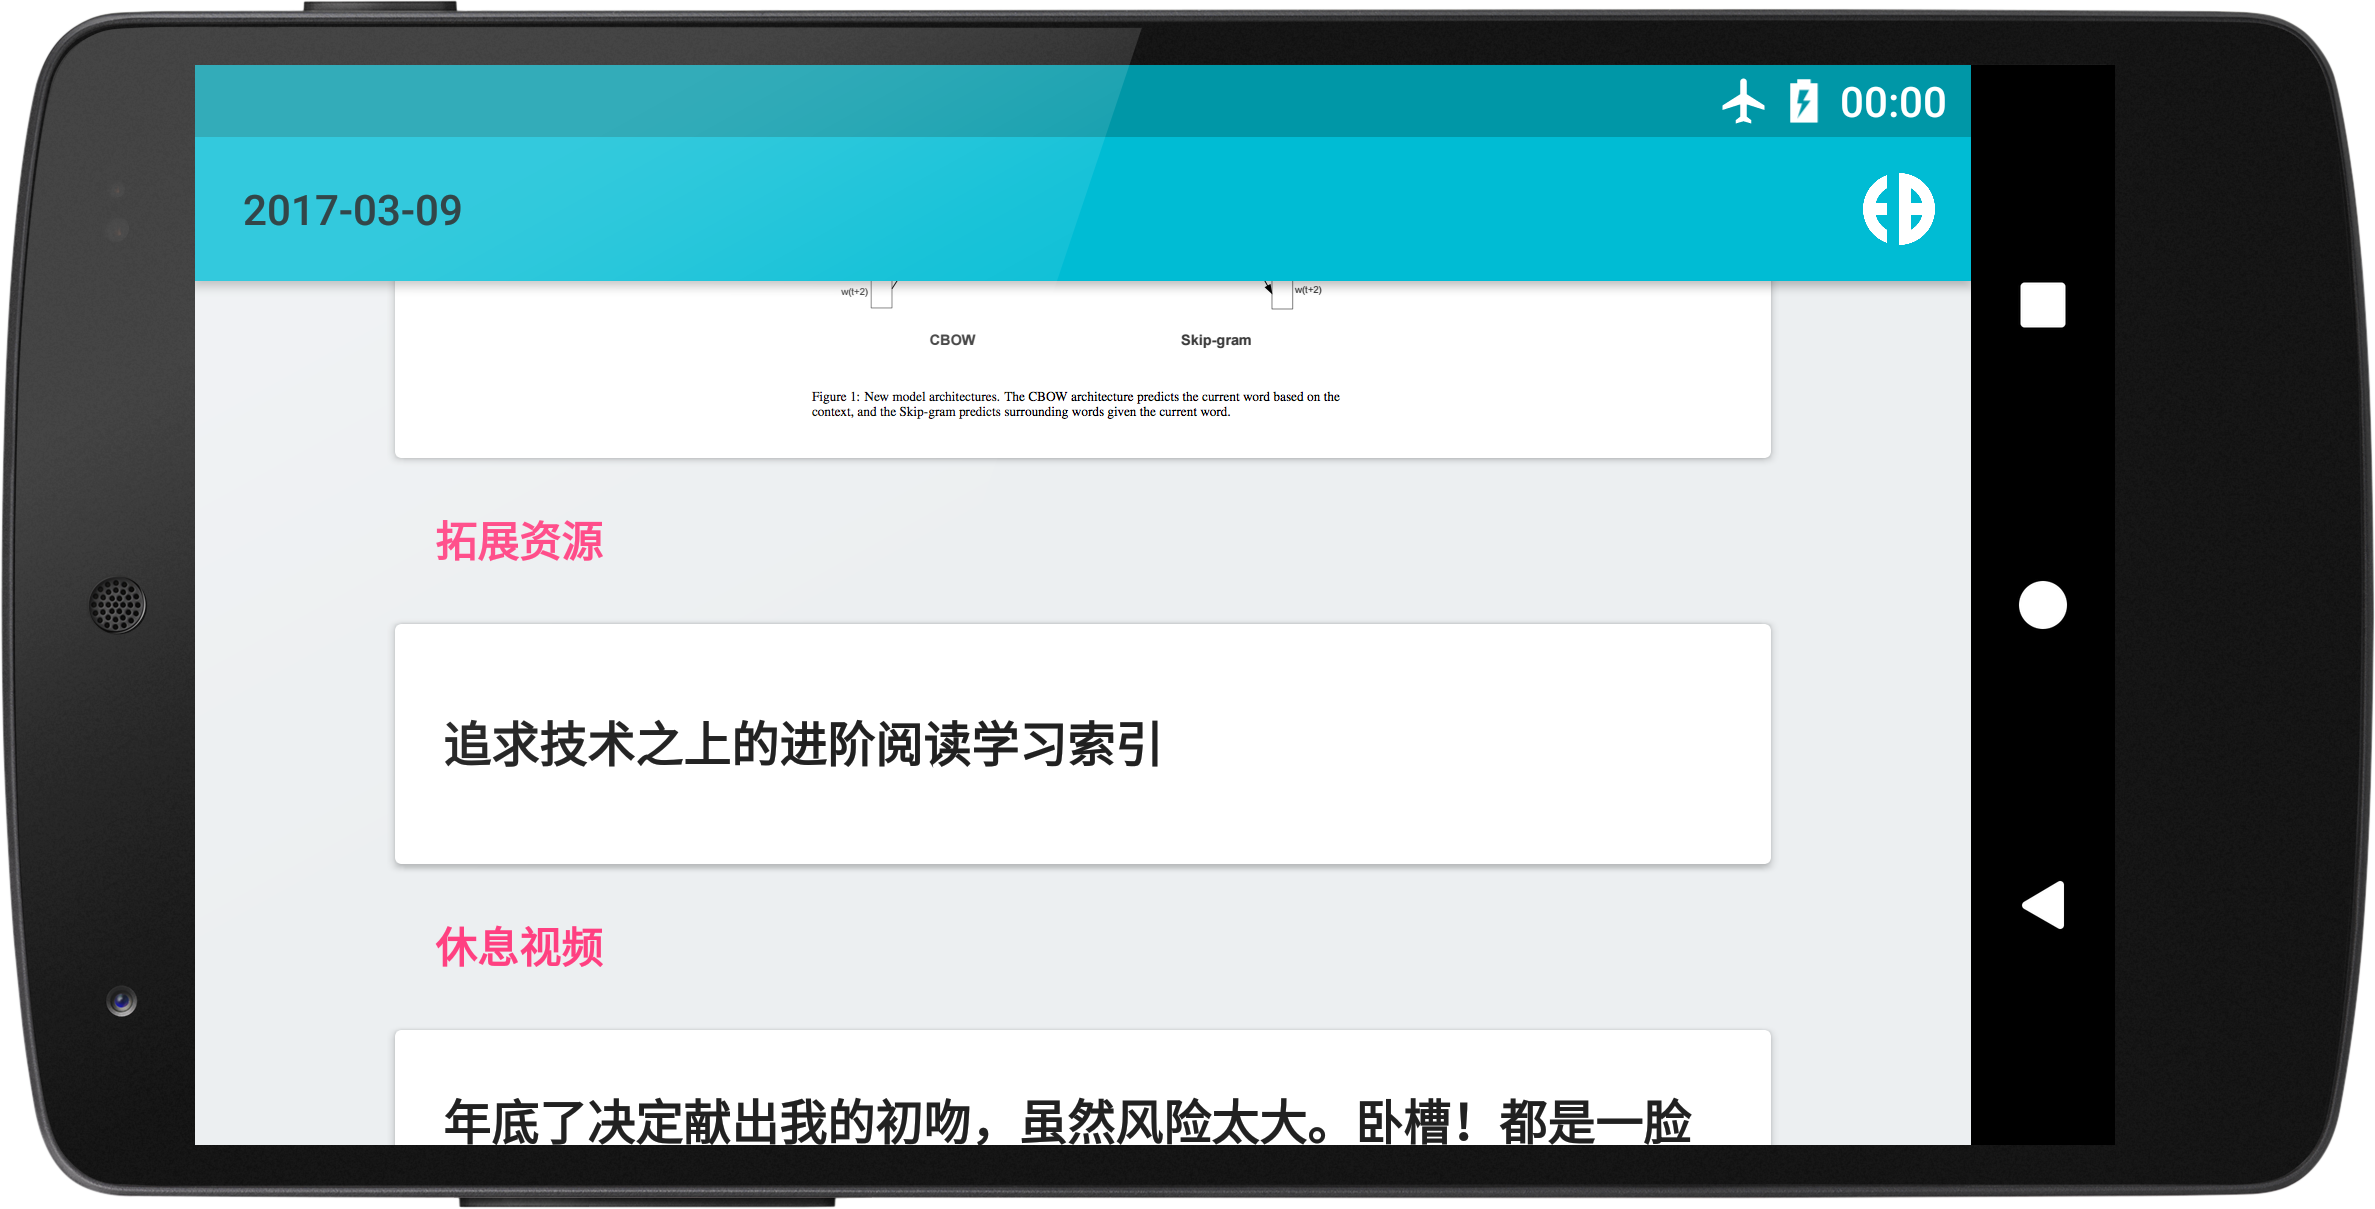 00:00
2017-03-09
w(t+2) w(t+2)
CBOW Skip-gram
Figure 1: New model architectures. The CBOW architecture predicts the current word based on the
context, and the Skip-gram predicts surrounding words given the current word.
拓展资源
追求技术之上的进阶阅读学习索引
休息视频
年底了决定献出我的初吻，虽然风险太大。卧槽！都是一脸